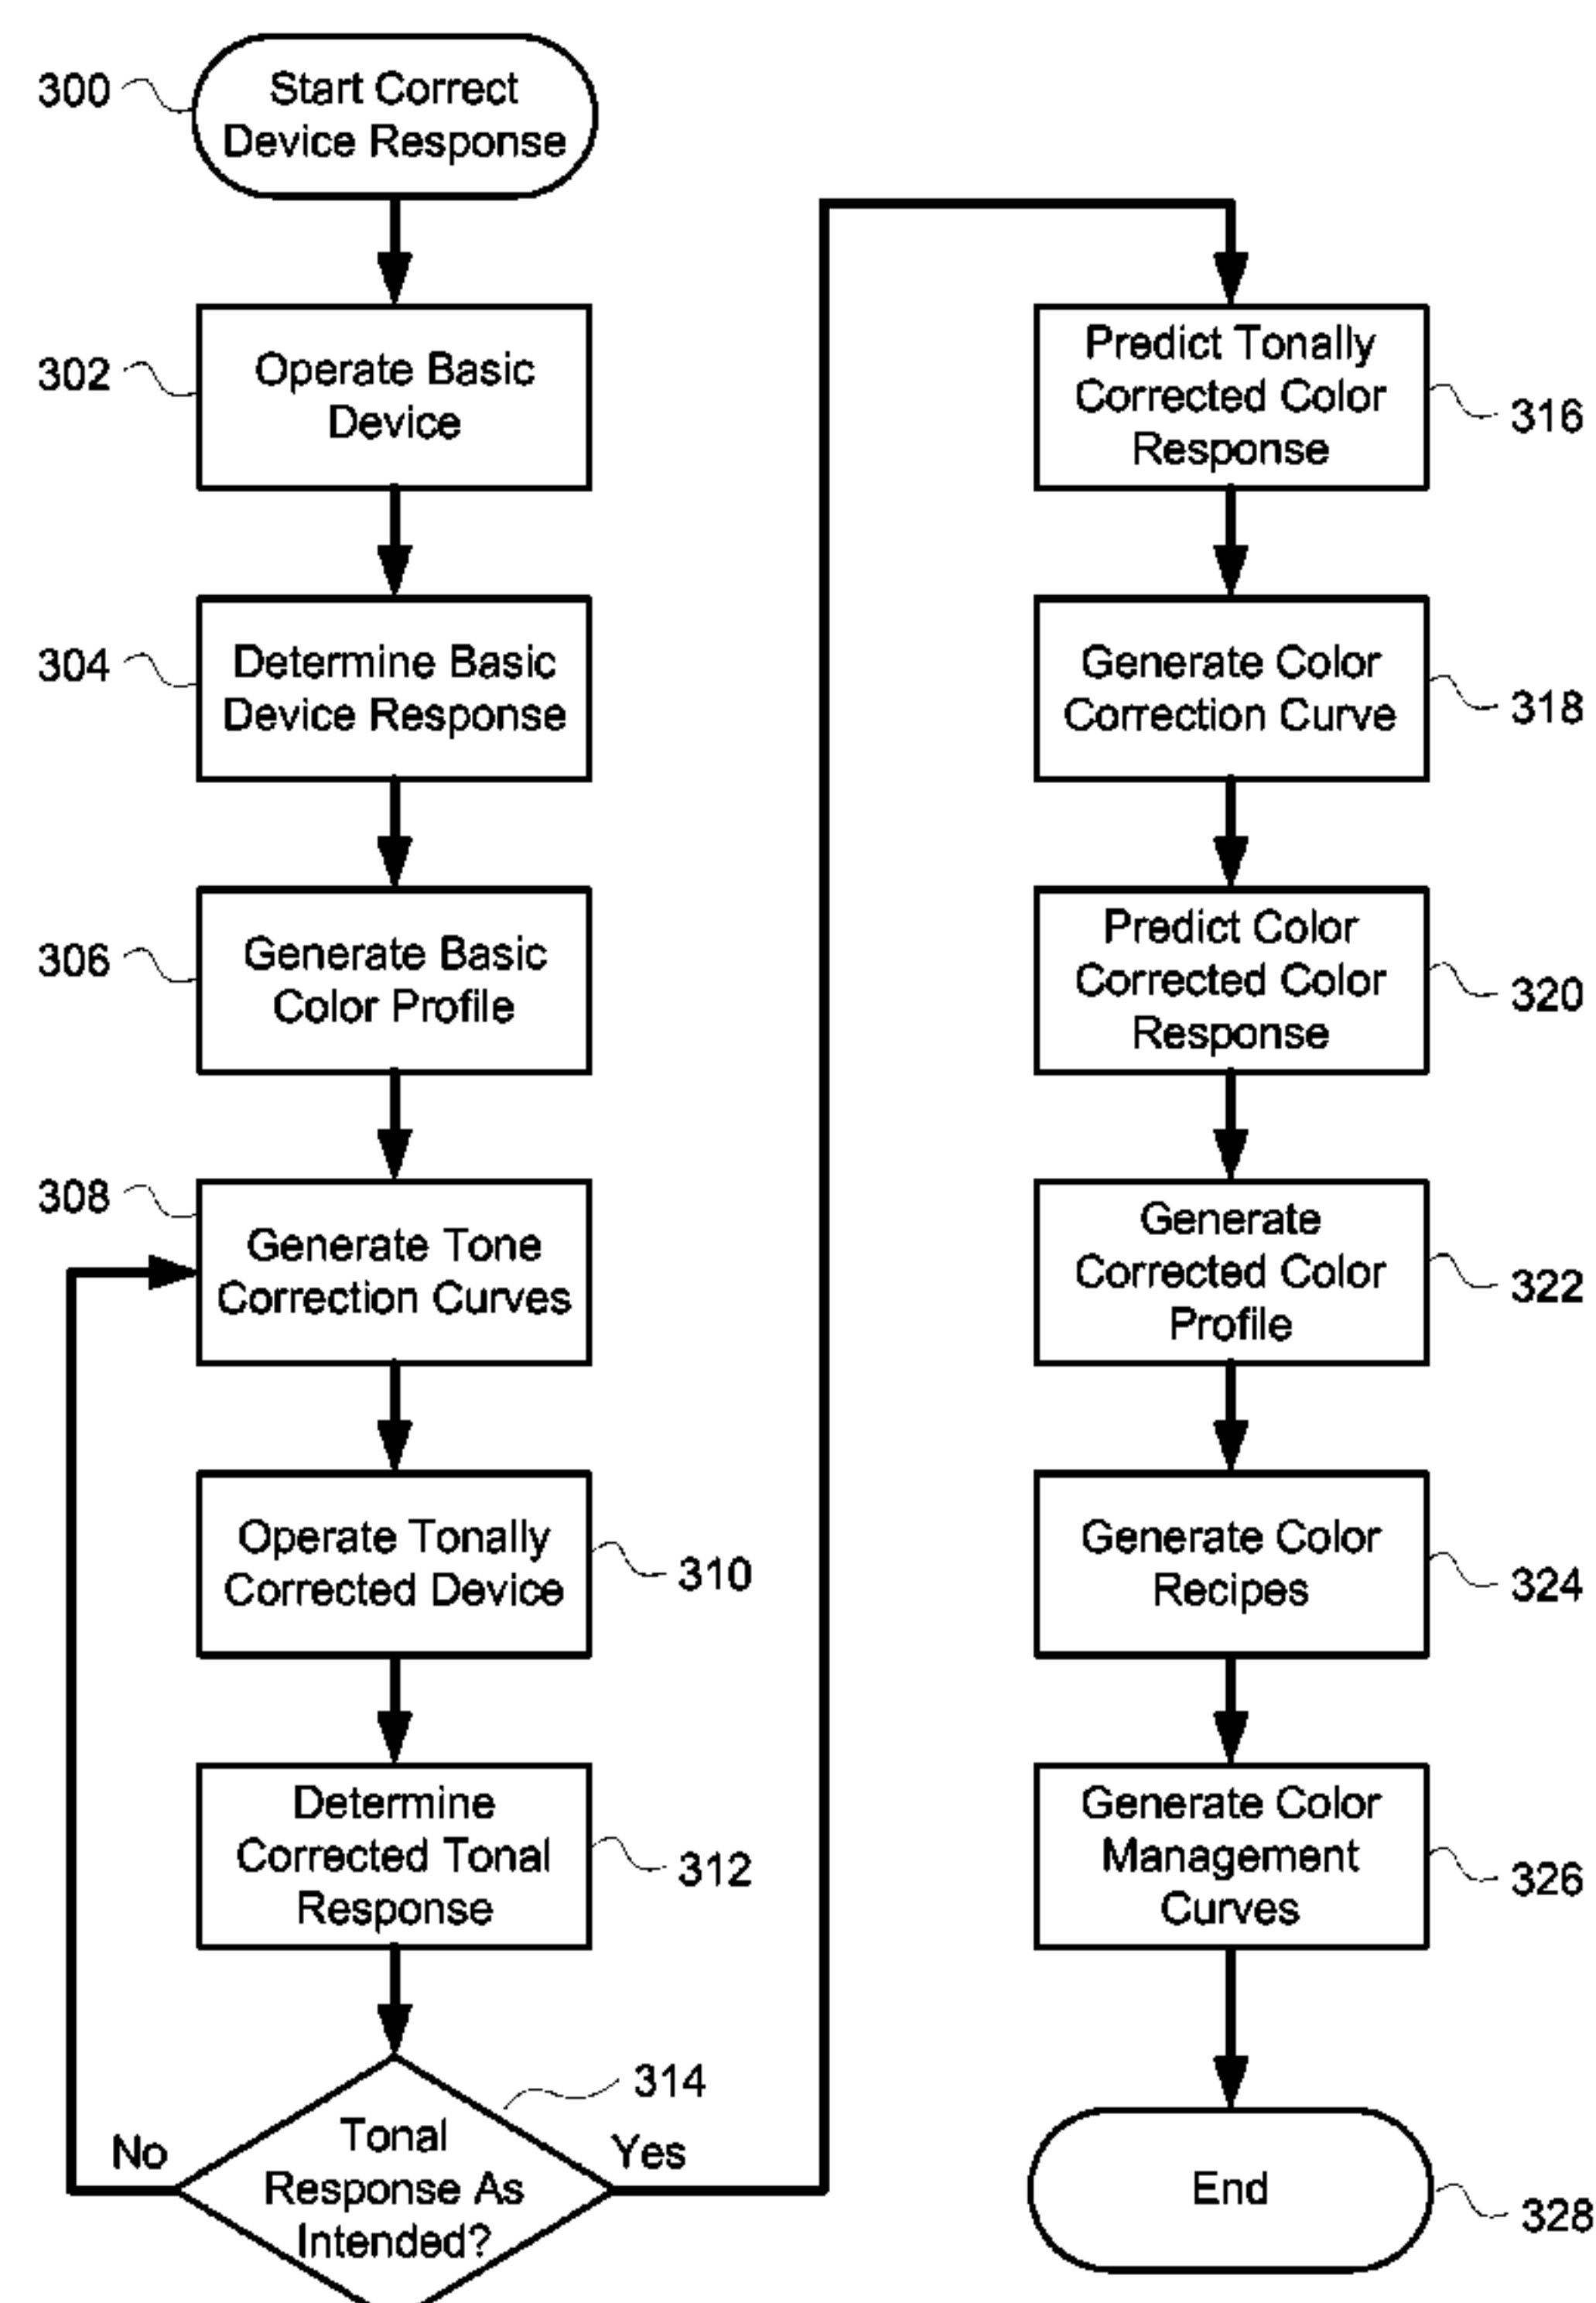 300
Start Correct
Device Response
302
Operate Basic
Device
304
Determine Basic
Device Response
306
Generate Basic
Color Profile
308
Generate Tone
Correction Curves
Operate Tonally
Corrected Device
310
Determine
Corrected Tonal
Response
312
314
No
Tonal
Response As
Intended?
Yes
Predict Tonally
Corrected Color
Response
316
Generate Color
Correction Curve
318
Predict Color
Corrected Color
Response
320
Generate
Corrected Color
Profile
322
Generate Color
Recipes
324
Generate Color
Management
Curves
326
End
328